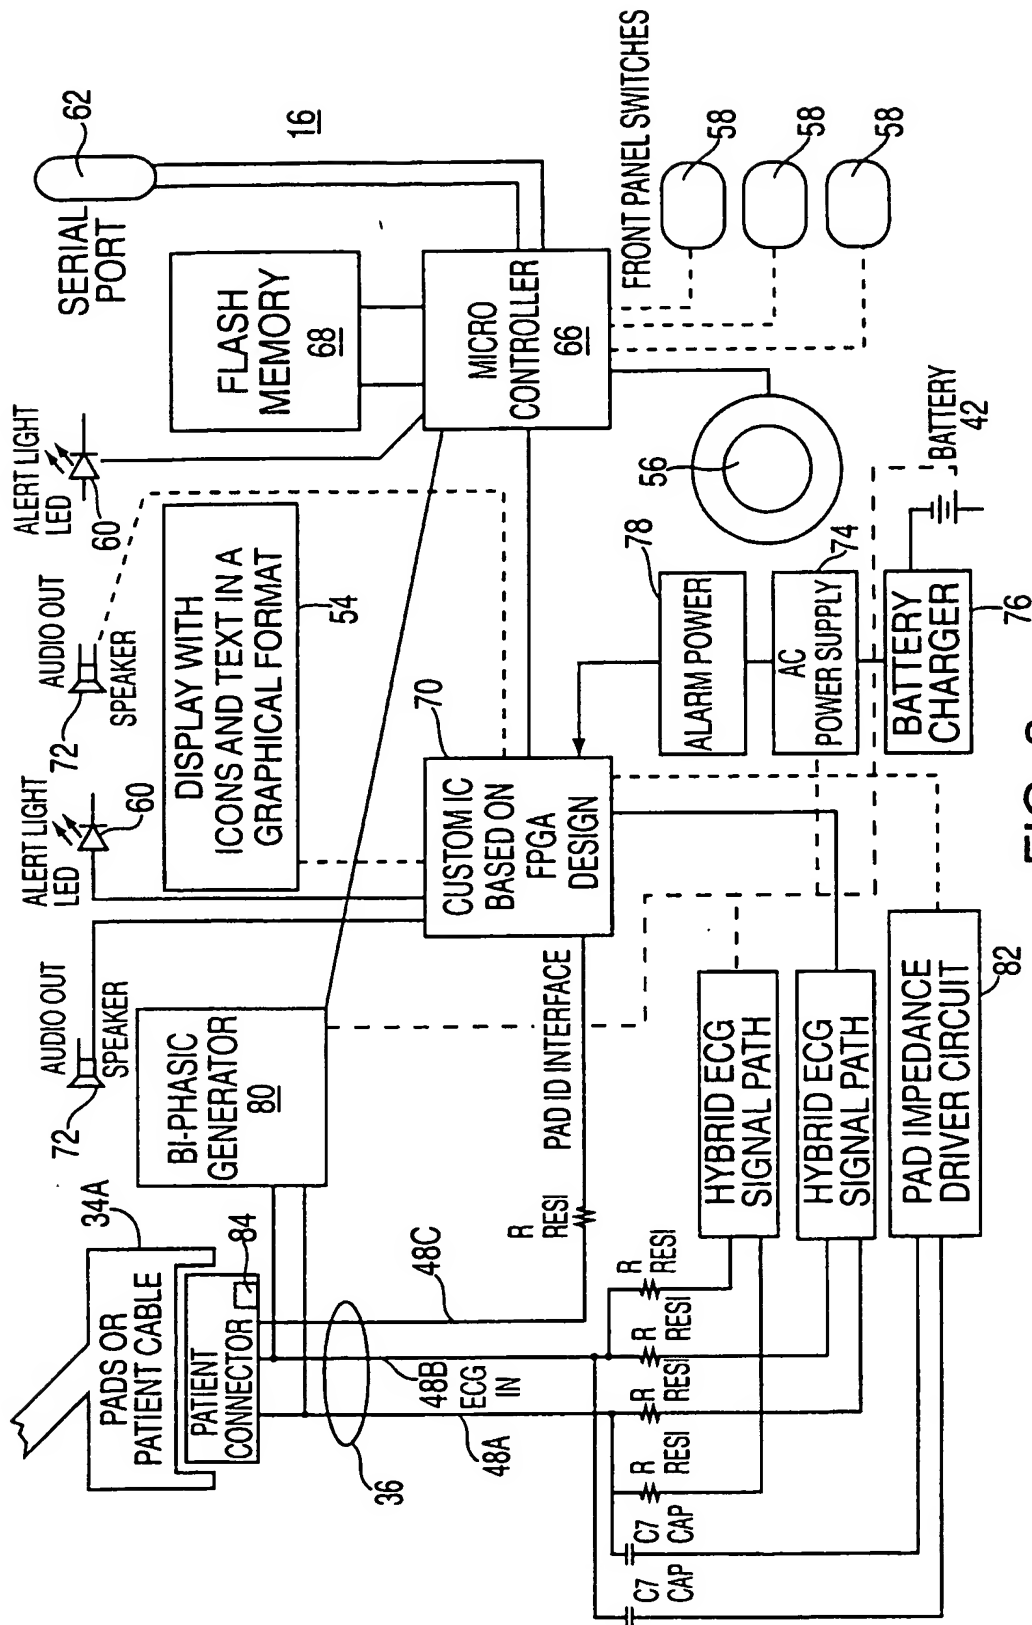 34A
PADS OR
PATIENT CABLE
PATIENT
CONNECTOR
84
36
48A
48B
48C
ECG
IN
72
AUDIO OUT
SPEAKER
ALERT LIGHT
LED
60
72
AUDIO OUT
SPEAKER
ALERT LIGHT
LED
60
SERIAL
PORT
62
16
BI-PHASIC
GENERATOR
80
DISPLAY WITH
ICONS AND TEXT IN A
GRAPHICAL FORMAT
54
FLASH
MEMORY
68
R
RESI
PAD ID INTERFACE
70
CUSTOM IC
BASED ON
FPGA
DESIGN
MICRO
CONTROLLER
66
FRONT PANEL SWITCHES
58
58
58
56
78
ALARM POWER
74
AC
POWER SUPPLY
BATTERY
CHARGER
76
BATTERY
42
C7
CAP
C7
CAP
R
RESI
R
RESI
R
RESI
R
RESI
HYBRID ECG
SIGNAL PATH
HYBRID ECG
SIGNAL PATH
PAD IMPEDANCE
DRIVER CIRCUIT
82